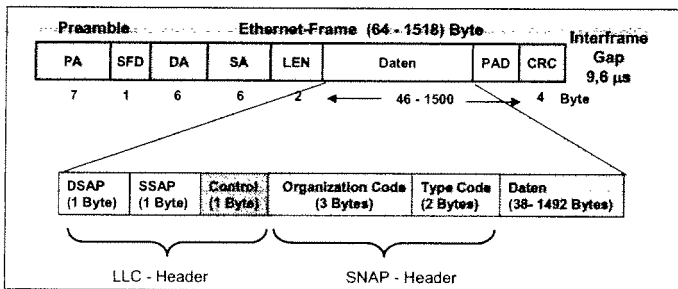 Preamble Ethernet-Frame (64 - 1518) Byte
Interframe
Gap
9,6 µs
PA SFD DA SA LEN Daten PAD CRC
7 1 6 6 2 46 - 1500 4 Byte
DSAP SSAP Control Organization Code Type Code Daten
(1 Byte) (1 Byte) (1 Byte) (3 Bytes) (2 Bytes) (38- 1492 Bytes)
LLC - Header SNAP - Header